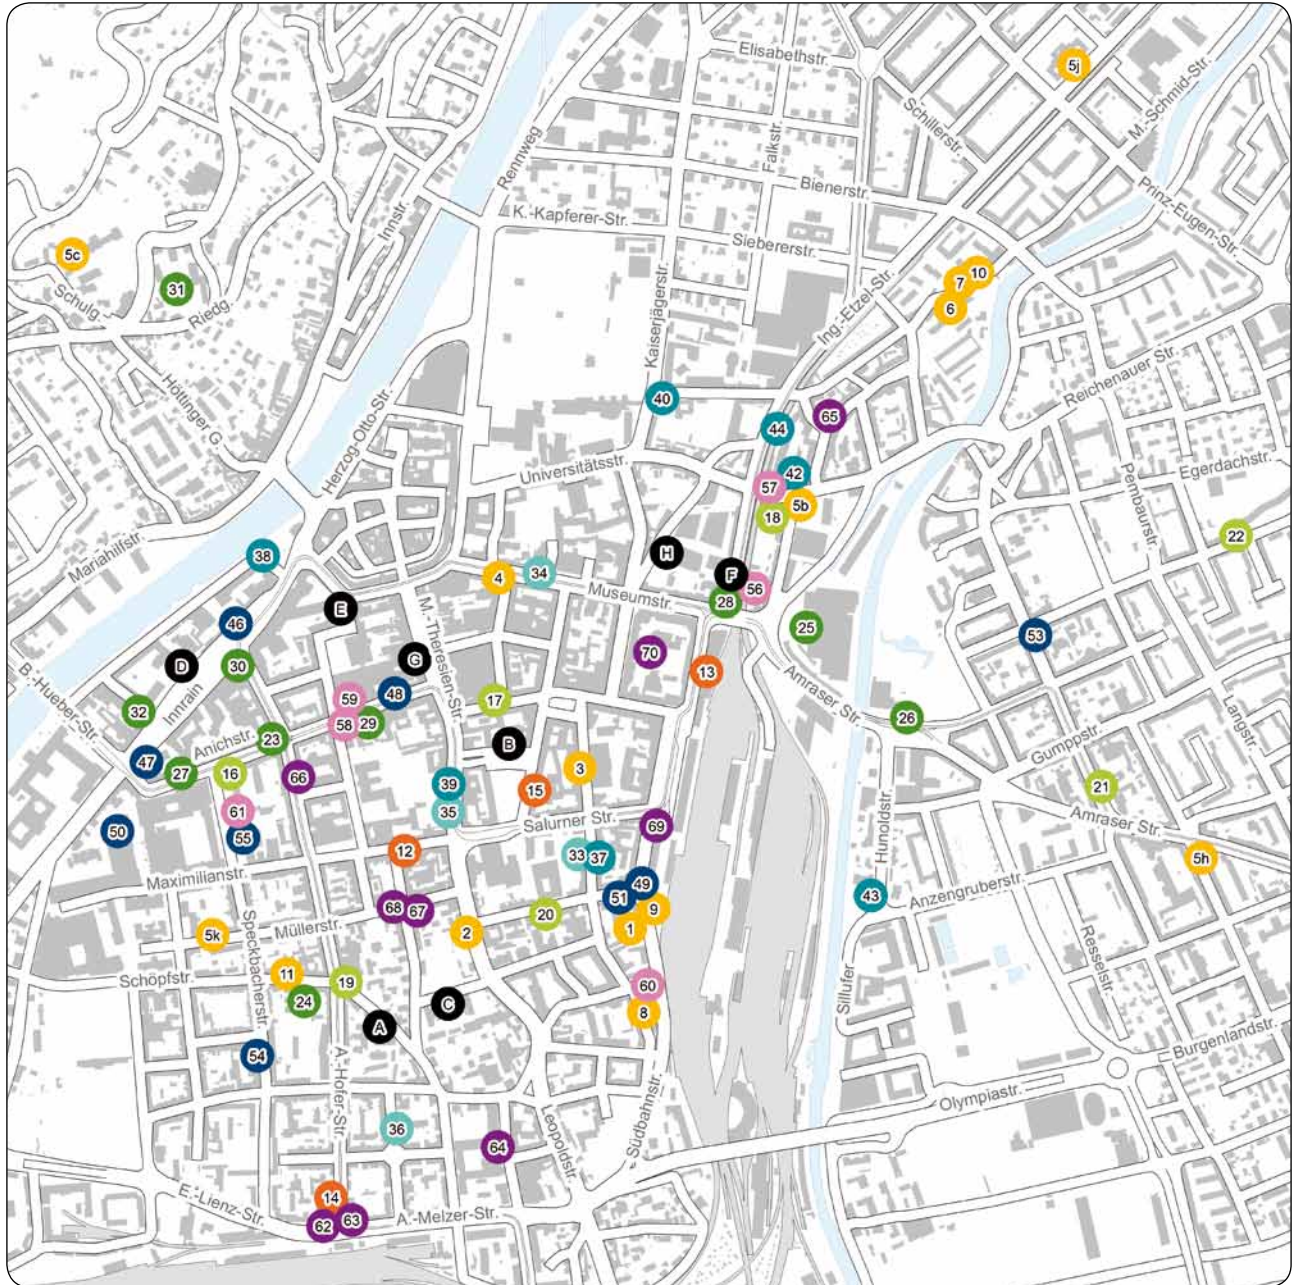 Elisabethstr.
5j
M.-Schmid-Str.
Schillerstr.
Falkstr.
Rennweg
Bienerstr.
Prinz-Eugen-Str.
Innstr.
K.-Kapferer-Str.
Siebererstr.
5c
31
Schulg.
Riedg.
10
7
6
Ing.-Etzel Str.
Kaiserjägerstr.
Höttinger G.
Herzog-Otto-Str.
Reichenauer Str.
40
65
44
Universitätsstr.
42
57
5b
18
Egerdachstr.
Pembaurstr.
22
Mariahilfstr.
38
H
F
34
4
56
Museumstr.
28
E
46
25
53
M.-Theresien-Str.
D
30
G
70
13
Amraser Str.
B.-Hueber-Str.
Innrain
59
48
17
32
58
29
26
Langstr.
23
Anichstr.
B
Gumppstr.
47
27
16
66
3
39
15
21
61
35
Salurner Str.
69
Amraser Str.
50
55
12
33
37
Hunoldstr.
5h
Maximilianstr.
49
51
43
Anzengruberstr.
68
67
20
9
1
5k
Müllerstr.
2
Speckbacherstr.
Resselstr.
Schöpfstr.
11
19
60
Sillufer
24
C
8
A
54
Burgenlandstr.
A.-Hofer-Str.
Olympiastr.
36
64
Leopoldstr.
Südbahnstr.
14
E.-Lienz-Str.
62
63
A.-Melzer-Str.